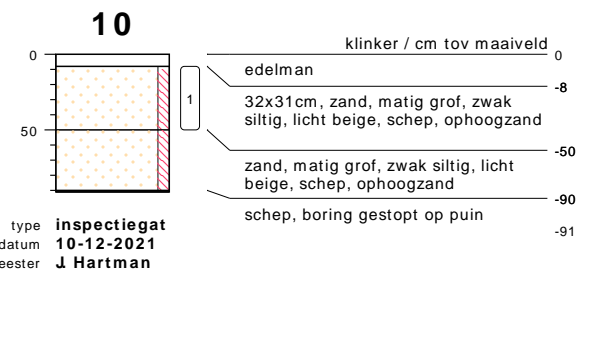 10
klinker / cm tov maaiveld
0
0
edelman
-8
1
32x31cm, zand, matig grof, zwak
siltig, licht beige, schep, ophoogzand
50
-50
zand, matig grof, zwak siltig, licht
beige, schep, ophoogzand
-90
schep, boring gestopt op puin
-91
type inspectiegat
datum 10-12-2021
eester J. Hartman